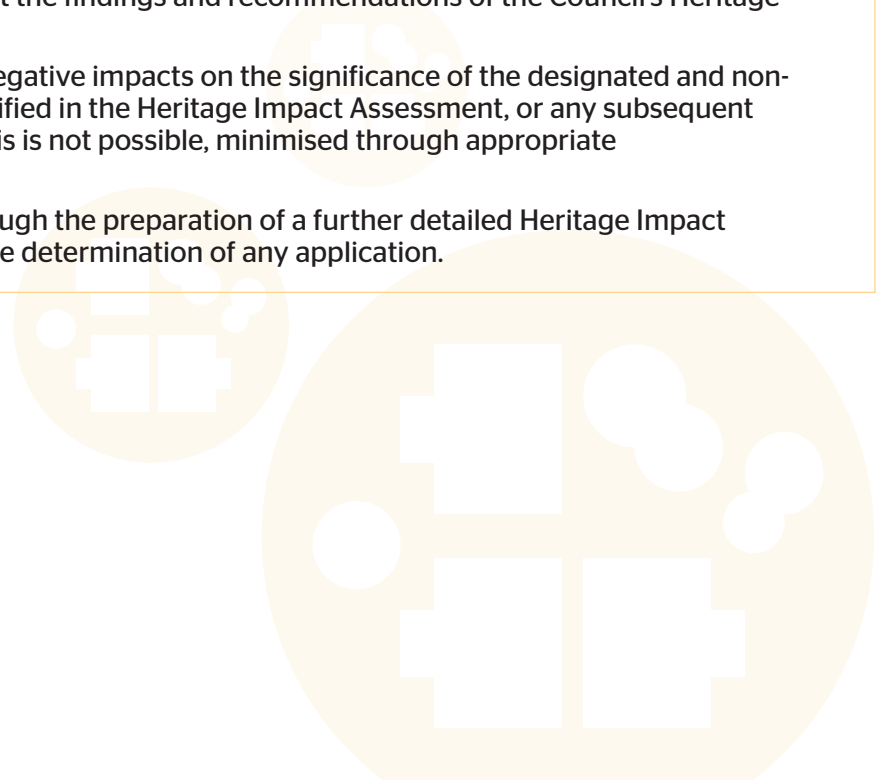 the findings and recommendations of the Council's Heritage
egative impacts on the significance of the designated and non-
ified in the Heritage Impact Assessment, or any subsequent
is is not possible, minimised through appropriate
ugh the preparation of a further detailed Heritage Impact
e determination of any application.